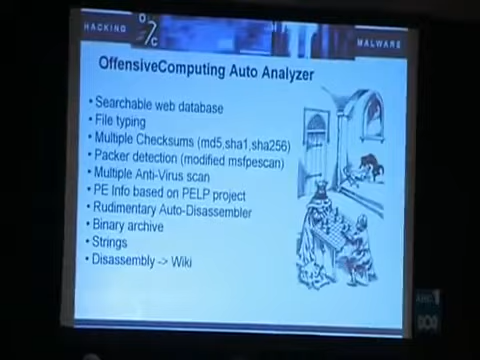 HACKING
O
C
MALWARE
OffensiveComputing Auto Analyzer
• Searchable web database
• File typing
• Multiple Checksums (md5,sha1,sha256)
• Packer detection (modified msfpescan)
• Multiple Anti-Virus scan
• PE Info based on PELP project
• Rudimentary Auto-Disassembler
• Binary archive
• Strings
• Disassembly -> Wiki
ABC1